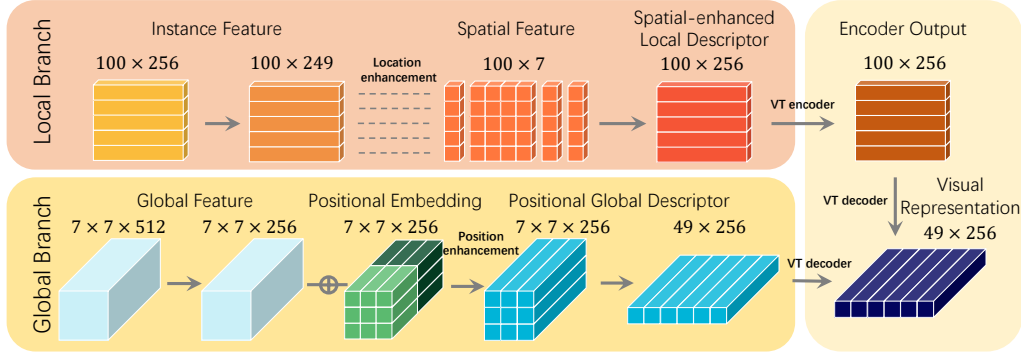 Local Branch
Instance Feature
100 × 256
100 × 249
Location
enhancement
Spatial Feature
100 × 7
Spatial-enhanced
Local Descriptor
100 × 256
VT encoder
Encoder Output
100 × 256
Global Branch
Global Feature
7 × 7 × 512
7 × 7 × 256
Positional Embedding
7 × 7 × 256
Position
enhancement
Positional Global Descriptor
7 × 7 × 256
49 × 256
VT decoder
VT decoder
Visual
Representation
49 × 256